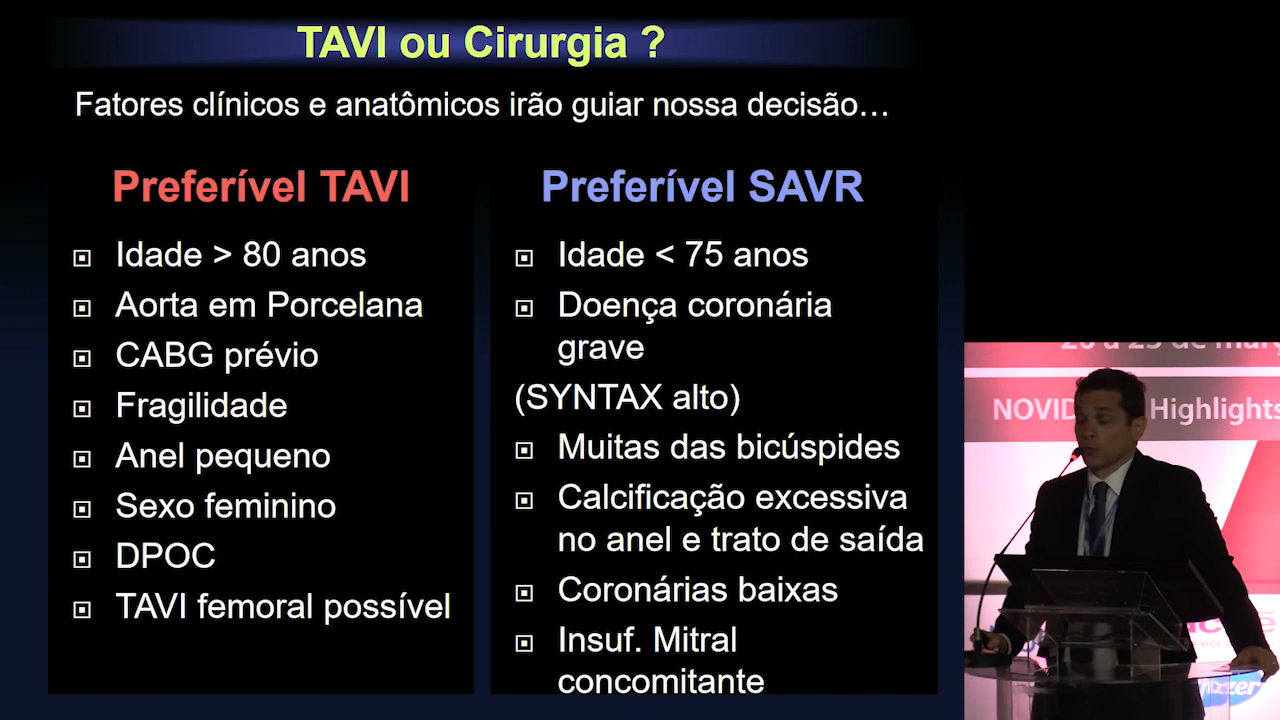 TAVI ou Cirurgia ?
Fatores clínicos e anatômicos irão guiar nossa decisão…
Preferível TAVI
Idade > 80 anos
Aorta em Porcelana
CABG prévio
Fragilidade
Anel pequeno
Sexo feminino
DPOC
TAVI femoral possível
Preferível SAVR
Idade < 75 anos
Doença coronária
grave
(SYNTAX alto)
Muitas das bicúspides
Calcificação excessiva
no anel e trato de saída
Coronárias baixas
Insuf. Mitral
concomitante
NOVID
Highlights